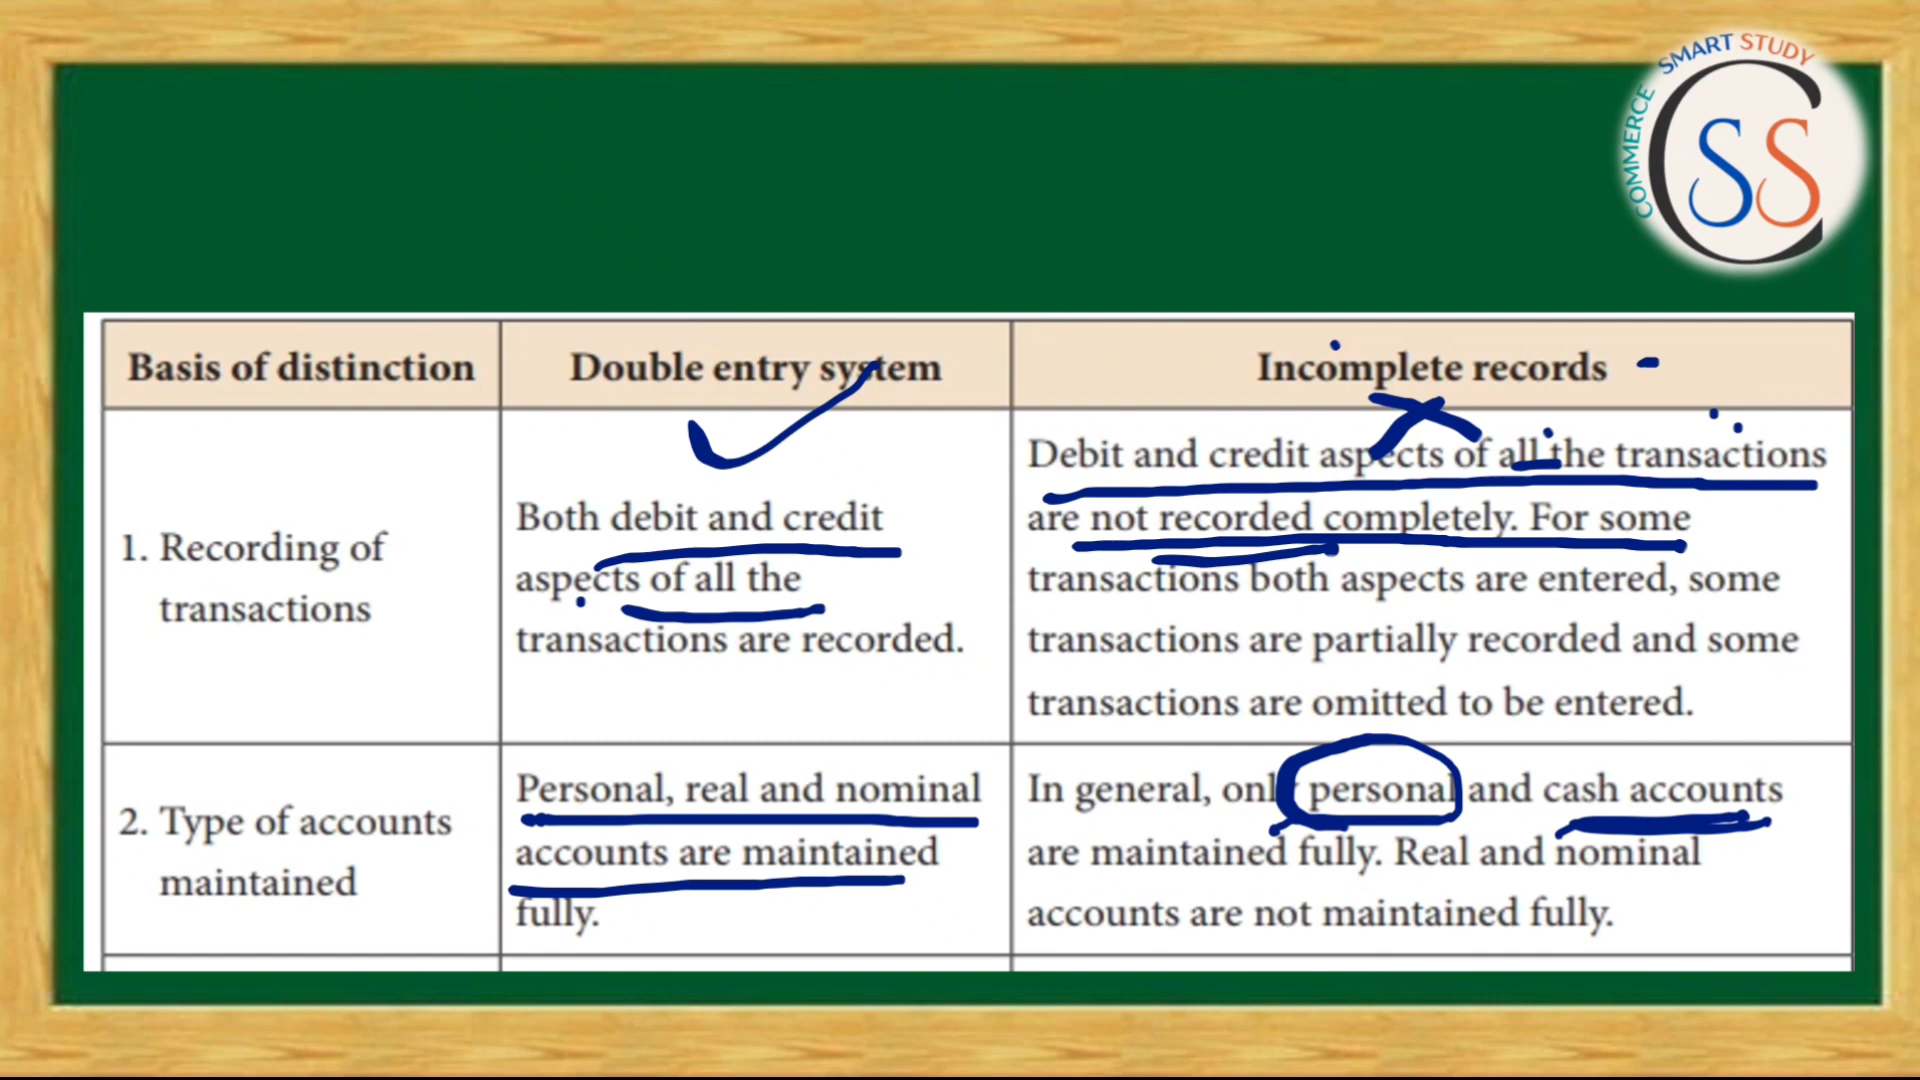 COMMERCE SMART STUDY
CSS
Basis of distinction
Double entry system
Incomplete records
1. Recording of
transactions
Both debit and credit
aspects of all the
transactions are recorded.
Debit and credit aspects of all the transactions
are not recorded completely. For some
transactions both aspects are entered, some
transactions are partially recorded and some
transactions are omitted to be entered.
2. Type of accounts
maintained
Personal, real and nominal
accounts are maintained
fully.
In general, only personal and cash accounts
are maintained fully. Real and nominal
accounts are not maintained fully.